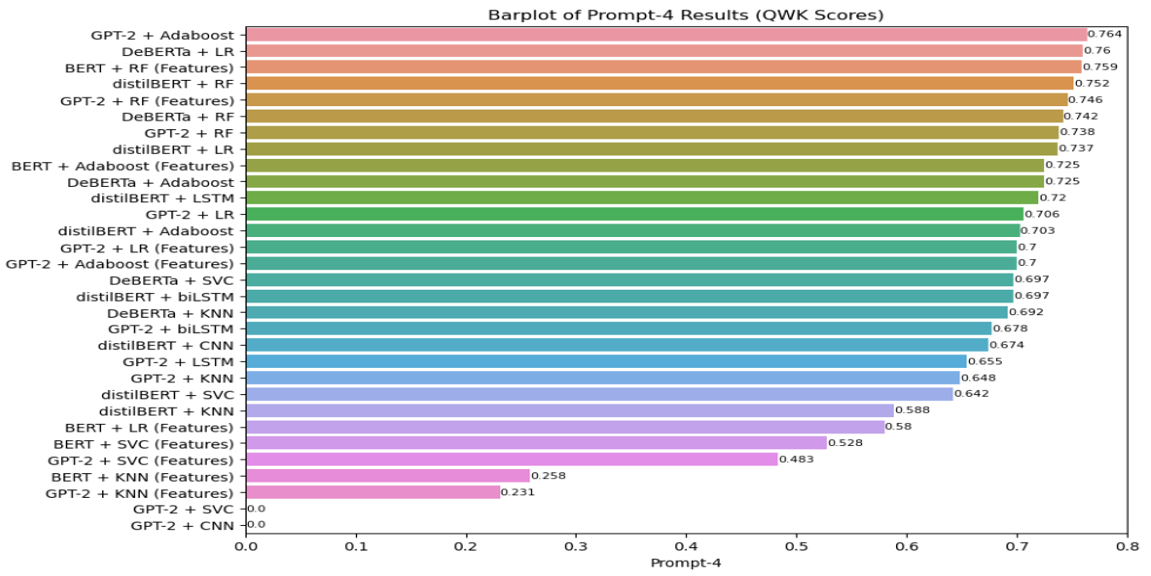 Barplot of Prompt-4 Results (QWK Scores)
GPT-2 + Adaboost 0.764
DeBERTa + LR 0.76
BERT + RF (Features) 0.759
distilBERT + RF 0.752
GPT-2 + RF (Features) 0.746
DeBERTa + RF 0.742
GPT-2 + RF 0.738
distilBERT + LR 0.737
BERT + Adaboost (Features) 0.725
DeBERTa + Adaboost 0.725
distilBERT + LSTM 0.72
GPT-2 + LR 0.706
distilBERT + Adaboost 0.703
GPT-2 + LR (Features) 0.7
GPT-2 + Adaboost (Features) 0.7
DeBERTa + SVC 0.697
distilBERT + biLSTM 0.697
DeBERTa + KNN 0.692
GPT-2 + biLSTM 0.678
distilBERT + CNN 0.674
GPT-2 + LSTM 0.655
GPT-2 + KNN 0.648
distilBERT + SVC 0.642
distilBERT + KNN 0.588
BERT + LR (Features) 0.58
BERT + SVC (Features) 0.528
GPT-2 + SVC (Features) 0.483
BERT + KNN (Features) 0.258
GPT-2 + KNN (Features) 0.231
GPT-2 + SVC 0.0
GPT-2 + CNN 0.0
0.0 0.1 0.2 0.3 0.4 0.5 0.6 0.7 0.8
Prompt-4